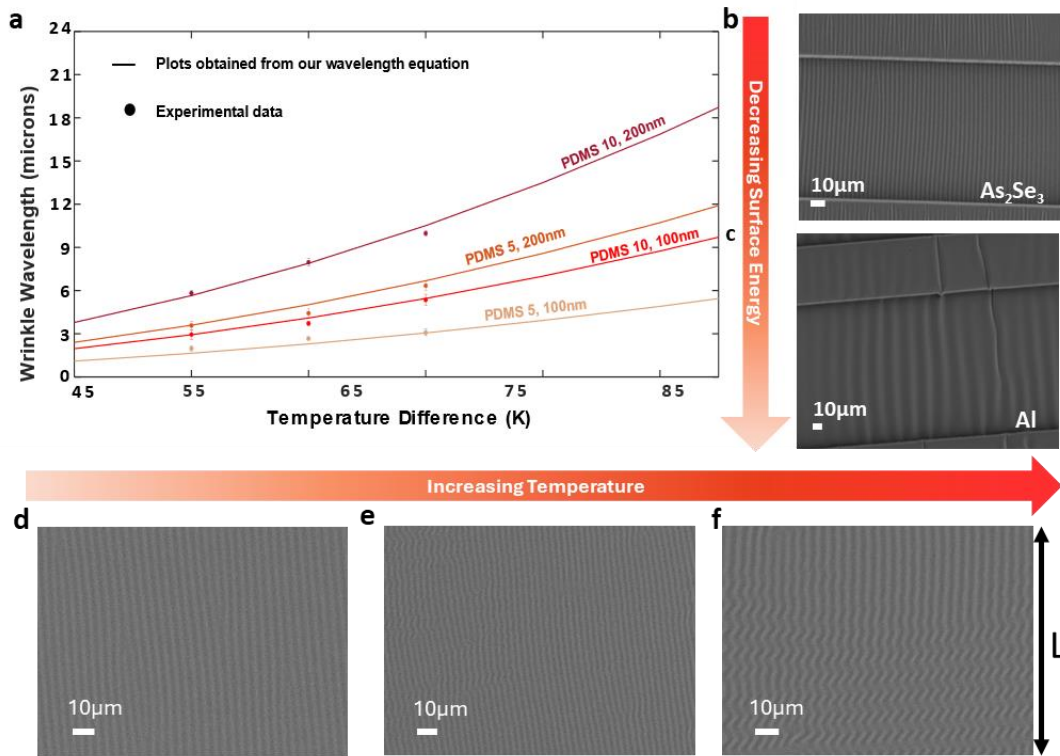 a
24
21
18
15
12
9
6
3
0
Wrinkle Wavelength (microns)
Plots obtained from our wavelength equation
Experimental data
PDMS 10, 200nm
PDMS 5, 200nm
PDMS 10, 100nm
PDMS 5, 100nm
45 55 65 75 85
Temperature Difference (K)
b
Decreasing Surface Energy
10µm
As₂Se₃
c
10µm
Al
Increasing Temperature
d
10µm
e
10µm
f
10µm
L